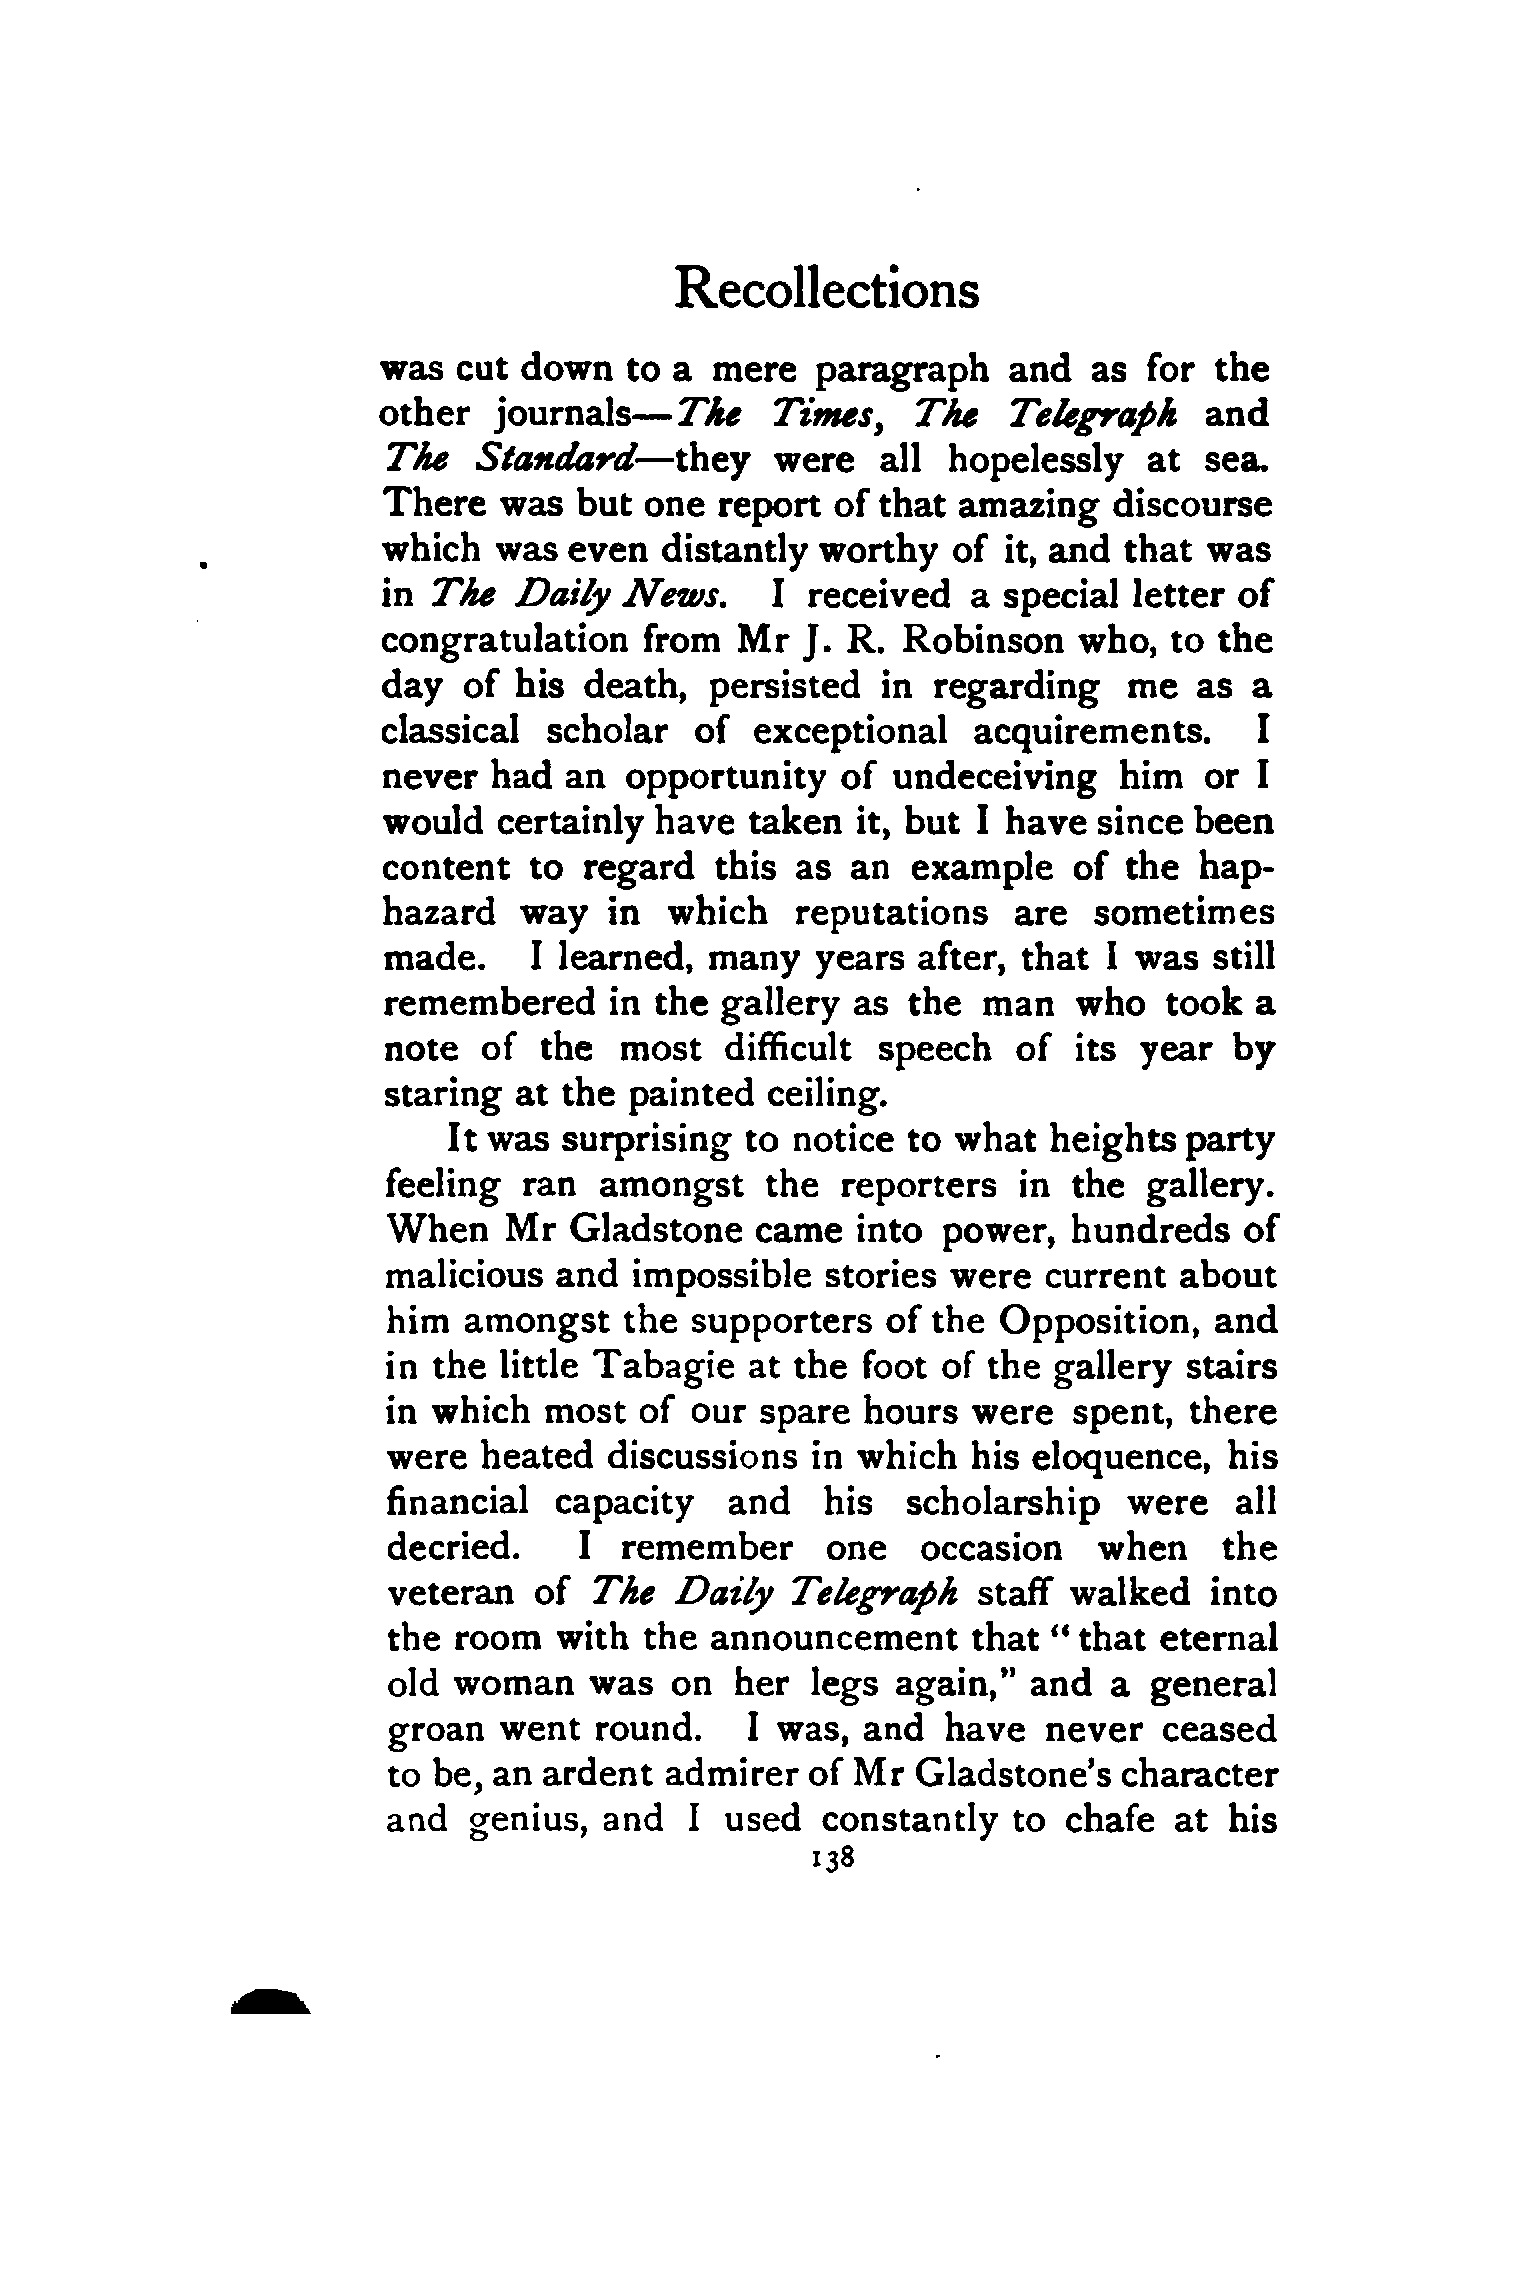 Recollections
was cut down to a mere paragraph and as for the
other journals—The Times, The Telegraph and
The Standard—they were all hopelessly at sea.
There was but one report of that amazing discourse
which was even distantly worthy of it, and that was
in The Daily News. I received a special letter of
congratulation from Mr J. R. Robinson who, to the
day of his death, persisted in regarding me as a
classical scholar of exceptional acquirements. I
never had an opportunity of undeceiving him or I
would certainly have taken it, but I have since been
content to regard this as an example of the hap-
hazard way in which reputations are sometimes
made. I learned, many years after, that I was still
remembered in the gallery as the man who took a
note of the most difficult speech of its year by
staring at the painted ceiling.
It was surprising to notice to what heights party
feeling ran amongst the reporters in the gallery.
When Mr Gladstone came into power, hundreds of
malicious and impossible stories were current about
him amongst the supporters of the Opposition, and
in the little Tabagie at the foot of the gallery stairs
in which most of our spare hours were spent, there
were heated discussions in which his eloquence, his
financial capacity and his scholarship were all
decried. I remember one occasion when the
veteran of The Daily Telegraph staff walked into
the room with the announcement that "that eternal
old woman was on her legs again," and a general
groan went round. I was, and have never ceased
to be, an ardent admirer of Mr Gladstone's character
and genius, and I used constantly to chafe at his
138